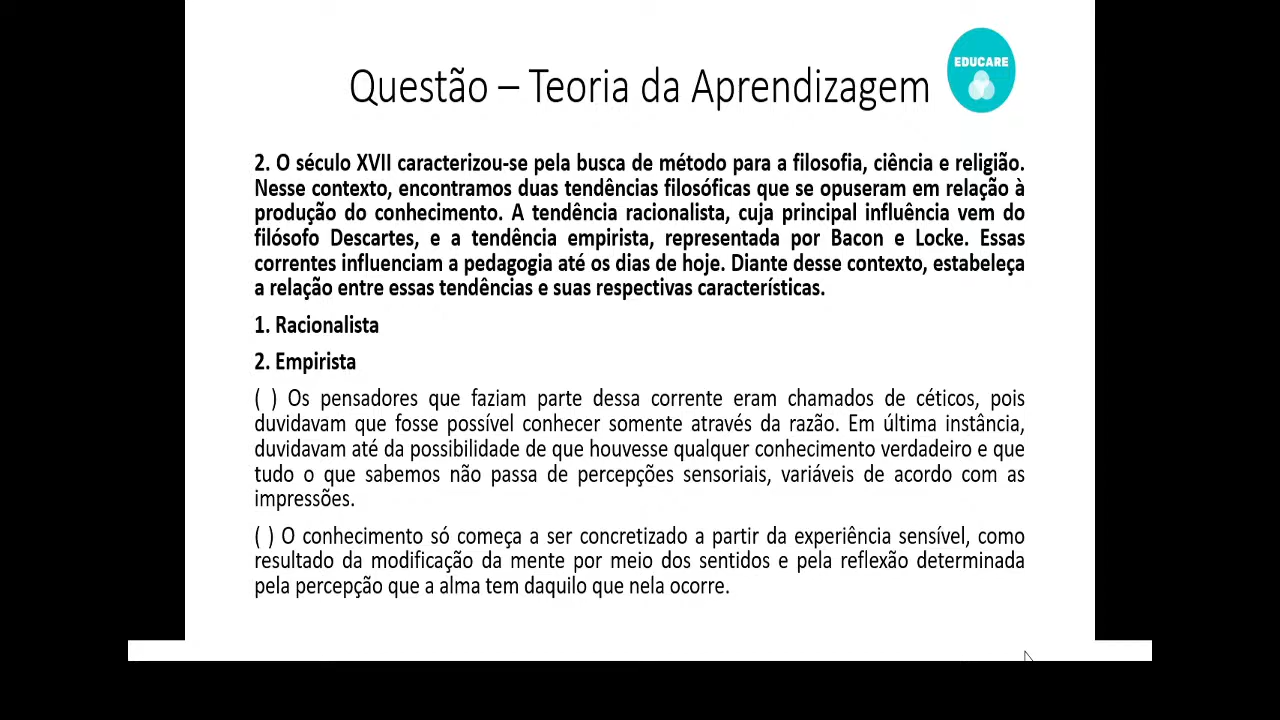 EDUCARE
Questão – Teoria da Aprendizagem
2. O século XVII caracterizou-se pela busca de método para a filosofia, ciência e religião.
Nesse contexto, encontramos duas tendências filosóficas que se opuseram em relação à
produção do conhecimento. A tendência racionalista, cuja principal influência vem do
filósofo Descartes, e a tendência empirista, representada por Bacon e Locke. Essas
correntes influenciam a pedagogia até os dias de hoje. Diante desse contexto, estabeleça
a relação entre essas tendências e suas respectivas características.
1. Racionalista
2. Empirista
( ) Os pensadores que faziam parte dessa corrente eram chamados de céticos, pois
duvidavam que fosse possível conhecer somente através da razão. Em última instância,
duvidavam até da possibilidade de que houvesse qualquer conhecimento verdadeiro e que
tudo o que sabemos não passa de percepções sensoriais, variáveis de acordo com as
impressões.
( ) O conhecimento só começa a ser concretizado a partir da experiência sensível, como
resultado da modificação da mente por meio dos sentidos e pela reflexão determinada
pela percepção que a alma tem daquilo que nela ocorre.